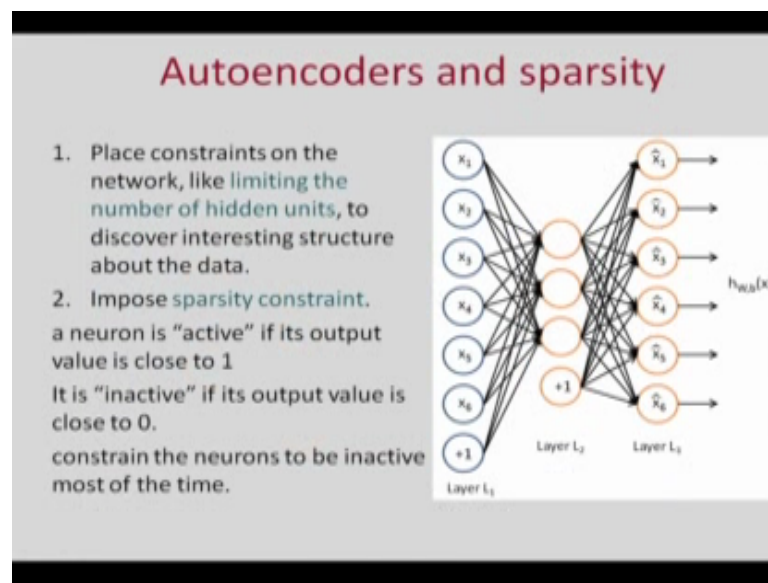 Autoencoders and sparsity
1. Place constraints on the
network, like limiting the
number of hidden units, to
discover interesting structure
about the data.
2. Impose sparsity constraint.
a neuron is “active” if its output
value is close to 1
It is “inactive” if its output value is
close to 0.
constrain the neurons to be inactive
most of the time.
x₁
x₂
x₃
x₄
x₅
x₆
+1
Layer L₁
+1
Layer L₂
x̂₁
x̂₂
x̂₃
x̂₄
x̂₅
x̂₆
Layer L₃
h_{W,b}(x